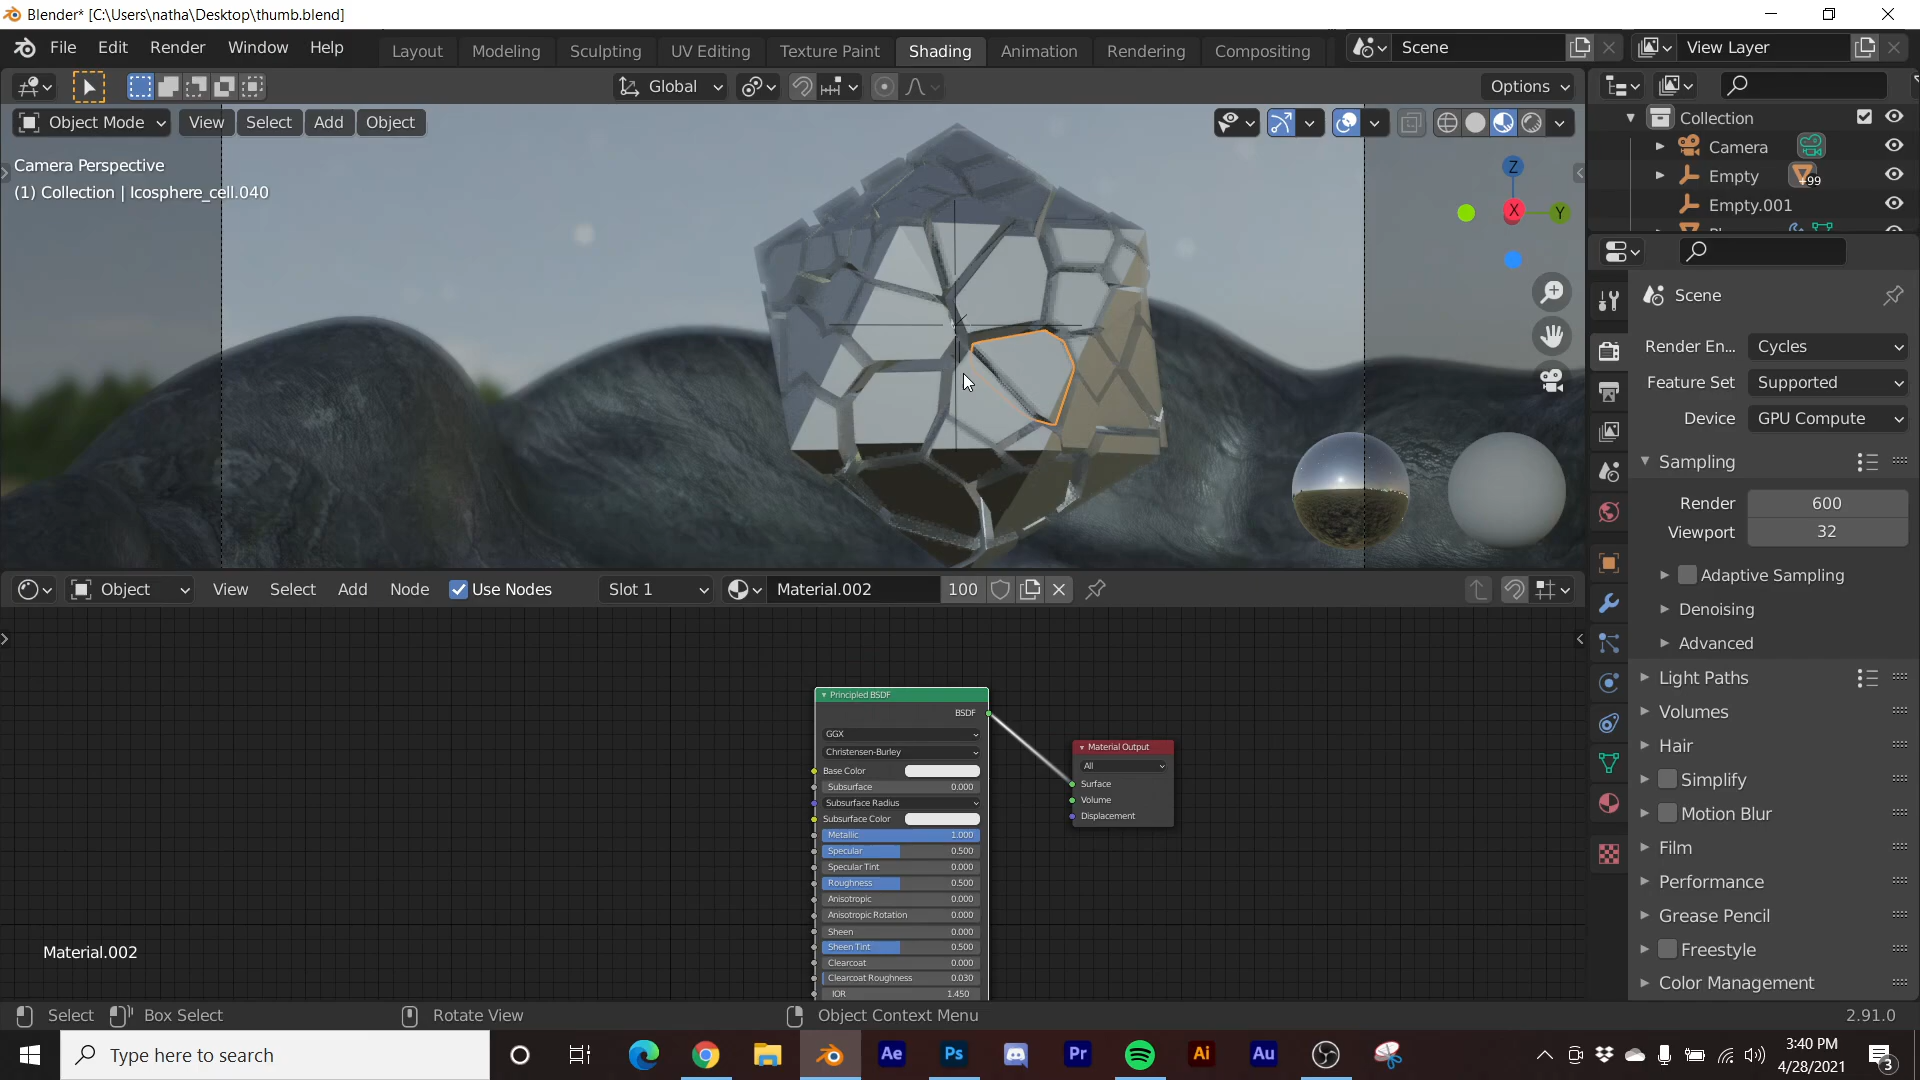 Blender* [C:\Users\natha\Desktop\thumb.blend]
File Edit Render Window Help
Layout Modeling Sculpting UV Editing Texture Paint Shading Animation Rendering Compositing
Scene
View Layer
Global
Options
Object Mode View Select Add Object
Camera Perspective
(1) Collection | Icosphere_cell.040
Z
X
Y
Collection
Camera
Empty
+99
Empty.001
Scene
Render En... Cycles
Feature Set Supported
Device GPU Compute
Sampling
Render 600
Viewport 32
Adaptive Sampling
Denoising
Advanced
Light Paths
Volumes
Hair
Simplify
Motion Blur
Film
Performance
Grease Pencil
Freestyle
Color Management
Object View Select Add Node Use Nodes Slot 1 Material.002 100
Principled BSDF
BSDF
GGX
Christensen-Burley
Base Color
Subsurface 0.000
Subsurface Radius
Subsurface Color
Metallic 1.000
Specular 0.500
Specular Tint 0.000
Roughness 0.500
Anisotropic 0.000
Anisotropic Rotation 0.000
Sheen 0.000
Sheen Tint 0.500
Clearcoat 0.000
Clearcoat Roughness 0.030
IOR 1.450
Material Output
All
Surface
Volume
Displacement
Material.002
Select Box Select Rotate View Object Context Menu 2.91.0
Type here to search
Ae
Ps
Pr
Ai
Au
3:40 PM
4/28/2021
3